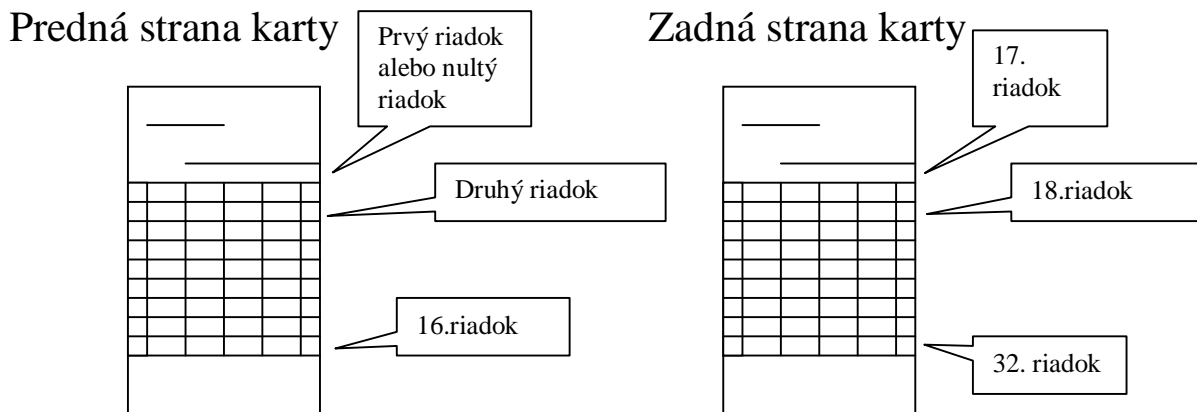 Predná strana karty
Prvý riadok
alebo nultý
riadok
Druhý riadok
16.riadok
Zadná strana karty
17.
riadok
18.riadok
32. riadok